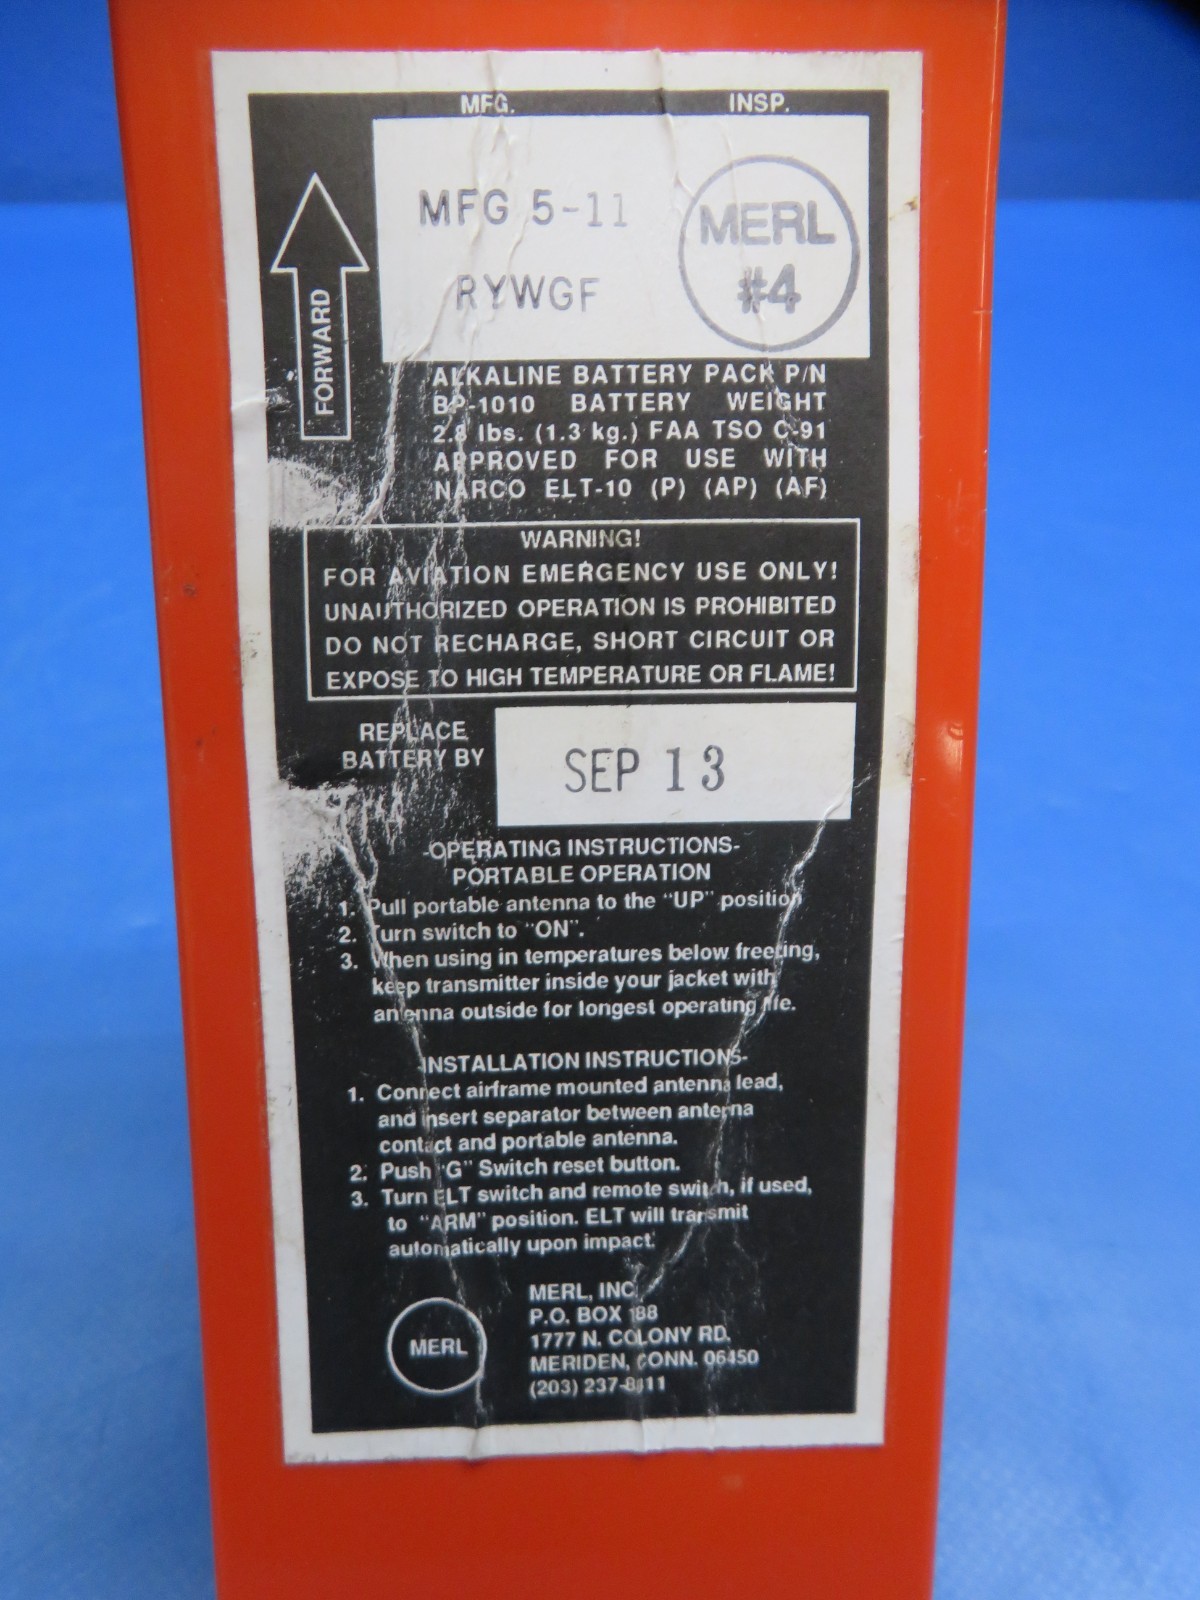 MFG. INSP.
MFG 5-11
RYWGF
MERL
#4
FORWARD
ALKALINE BATTERY PACK P/N
BP-1010 BATTERY WEIGHT
2.8 lbs. (1.3 kg.) FAA TSO C-91
APPROVED FOR USE WITH
NARCO ELT-10 (P) (AP) (AF)
WARNING!
FOR AVIATION EMERGENCY USE ONLY!
UNAUTHORIZED OPERATION IS PROHIBITED
DO NOT RECHARGE, SHORT CIRCUIT OR
EXPOSE TO HIGH TEMPERATURE OR FLAME!
REPLACE
BATTERY BY
SEP 13
-OPERATING INSTRUCTIONS-
PORTABLE OPERATION
1. Pull portable antenna to the "UP" position
2. Turn switch to "ON".
3. When using in temperatures below freezing,
keep transmitter inside your jacket with
antenna outside for longest operating life.
-INSTALLATION INSTRUCTIONS-
1. Connect airframe mounted antenna lead,
and insert separator between antenna
contact and portable antenna.
2. Push "G" Switch reset button.
3. Turn ELT switch and remote switch, if used,
to "ARM" position. ELT will transmit
automatically upon impact.
MERL
MERL, INC.
P.O. BOX 188
1777 N. COLONY RD.
MERIDEN, CONN. 06450
(203) 237-8411